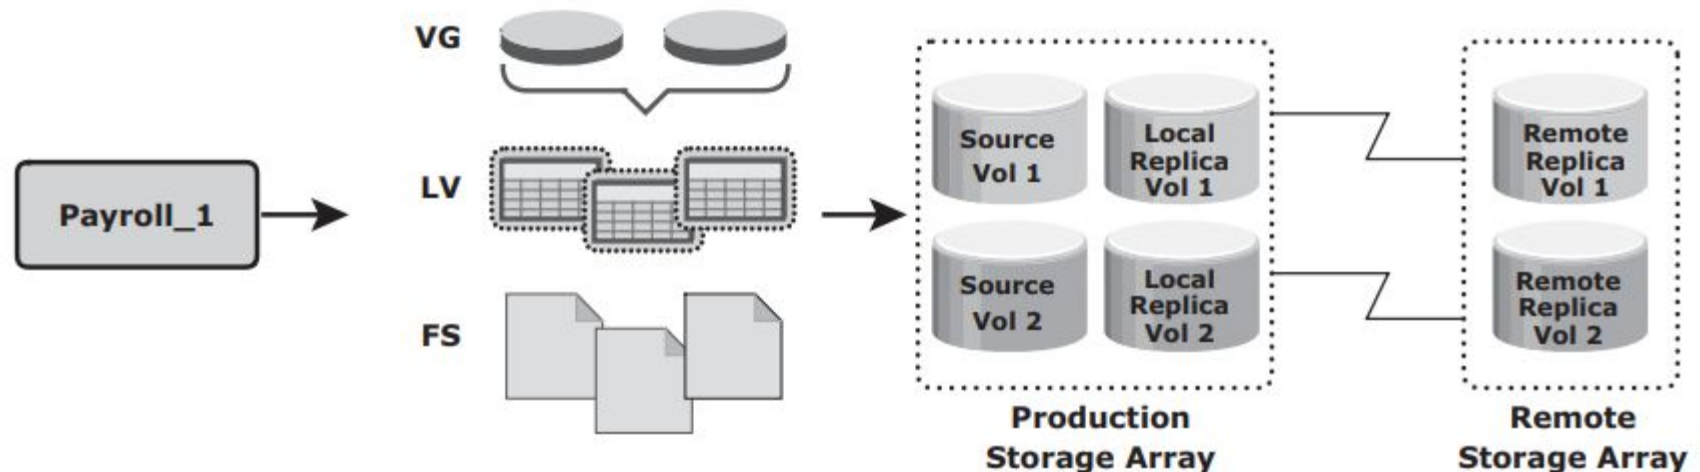 Payroll_1
VG
LV
FS
Source
Vol 1
Local
Replica
Vol 1
Source
Vol 2
Local
Replica
Vol 2
Production
Storage Array
Remote
Replica
Vol 1
Remote
Replica
Vol 2
Remote
Storage Array